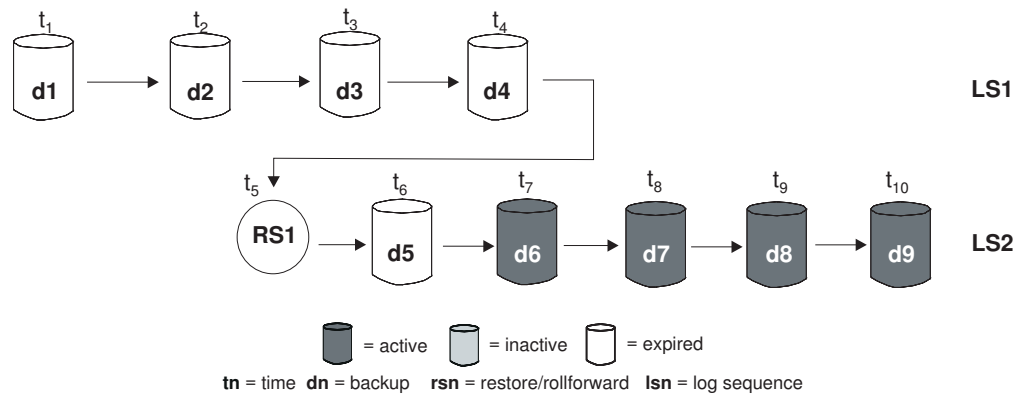 t1 t2 t3 t4
d1 d2 d3 d4 LS1
t5 t6 t7 t8 t9 t10
RS1 d5 d6 d7 d8 d9 LS2
= active = inactive = expired
tn = time dn = backup rsn = restore/rollforward lsn = log sequence